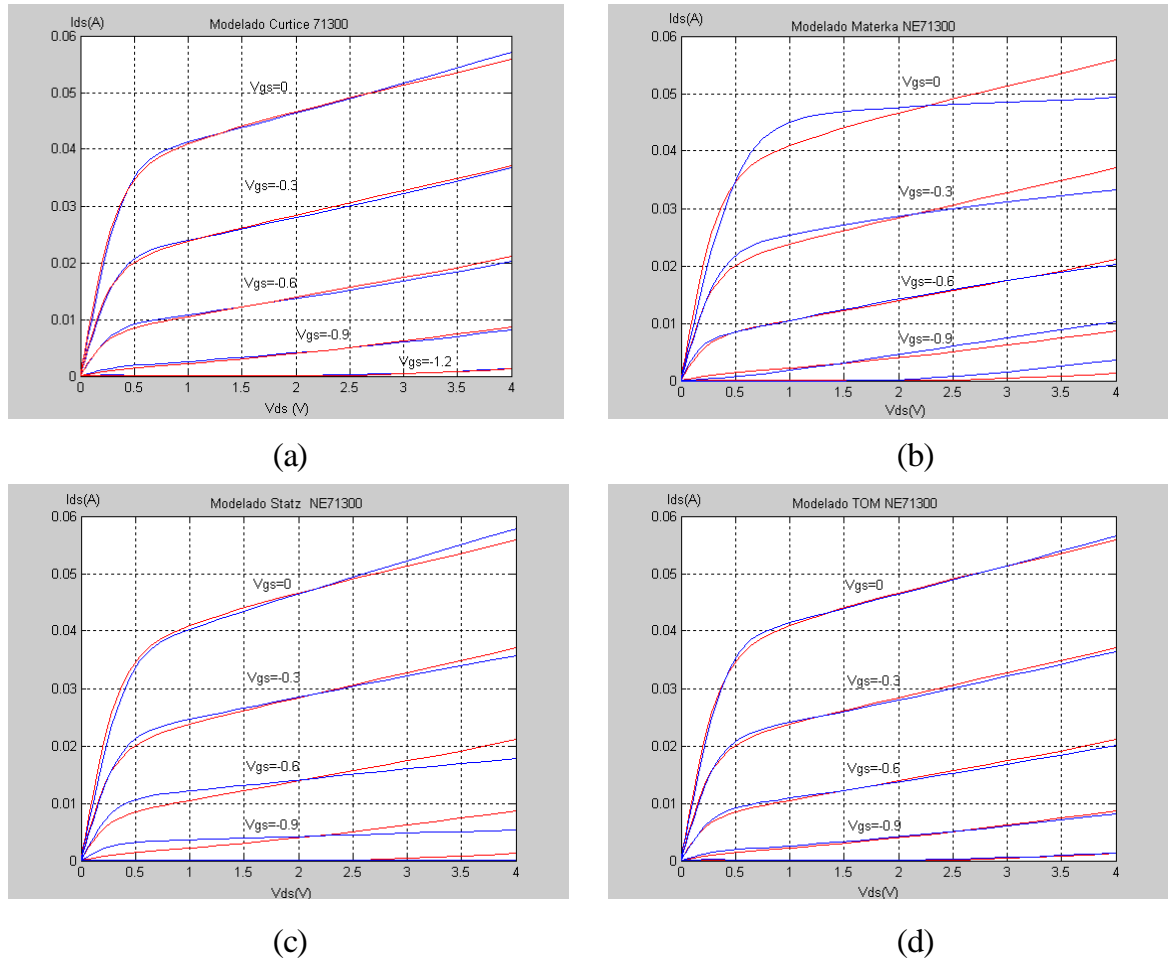 Ids(A)
Modelado Curtice 71300
0.06
0.05
0.04
0.03
0.02
0.01
0
Vgs=0
Vgs=-0.3
Vgs=-0.6
Vgs=-0.9
Vgs=-1.2
0 0.5 1 1.5 2 2.5 3 3.5 4
Vds (V)
(a)
Ids(A)
Modelado Materka NE71300
0.06
0.05
0.04
0.03
0.02
0.01
0
Vgs=0
Vgs=-0.3
Vgs=-0.6
Vgs=-0.9
0 0.5 1 1.5 2 2.5 3 3.5 4
Vds(V)
(b)
Ids(A)
Modelado Statz NE71300
0.06
0.05
0.04
0.03
0.02
0.01
0
Vgs=0
Vgs=-0.3
Vgs=-0.6
Vgs=-0.9
0 0.5 1 1.5 2 2.5 3 3.5 4
Vds(V)
(c)
Ids(A)
Modelado TOM NE71300
0.06
0.05
0.04
0.03
0.02
0.01
0
Vgs=0
Vgs=-0.3
Vgs=-0.6
Vgs=-0.9
0 0.5 1 1.5 2 2.5 3 3.5 4
Vds(V)
(d)